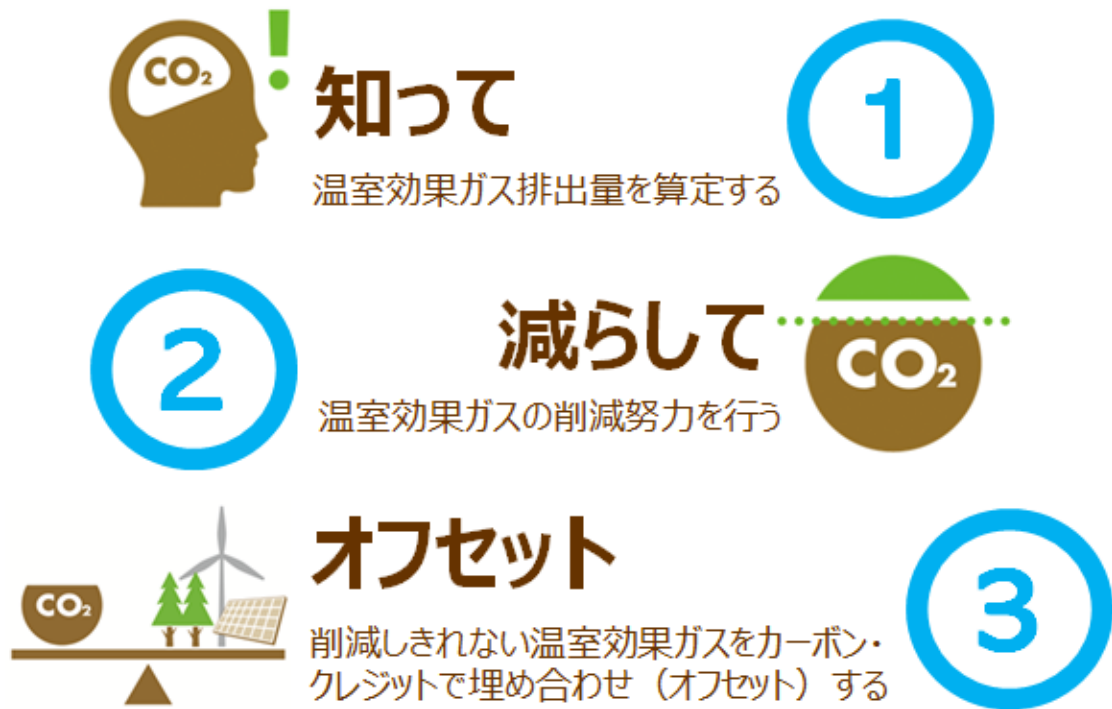 CO₂
知って
1
温室効果ガス排出量を算定する
減らして
CO₂
2
温室効果ガスの削減努力を行う
オフセット
CO₂
3
削減しきれない温室効果ガスをカーボン・
クレジットで埋め合わせ（オフセット）する